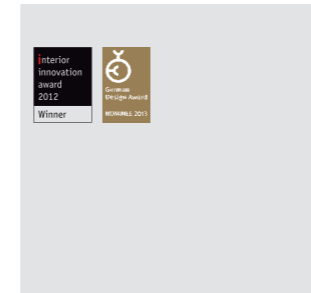 interior
innovation
award
2012
Winner
German
Design Award
NOMINEE 2013